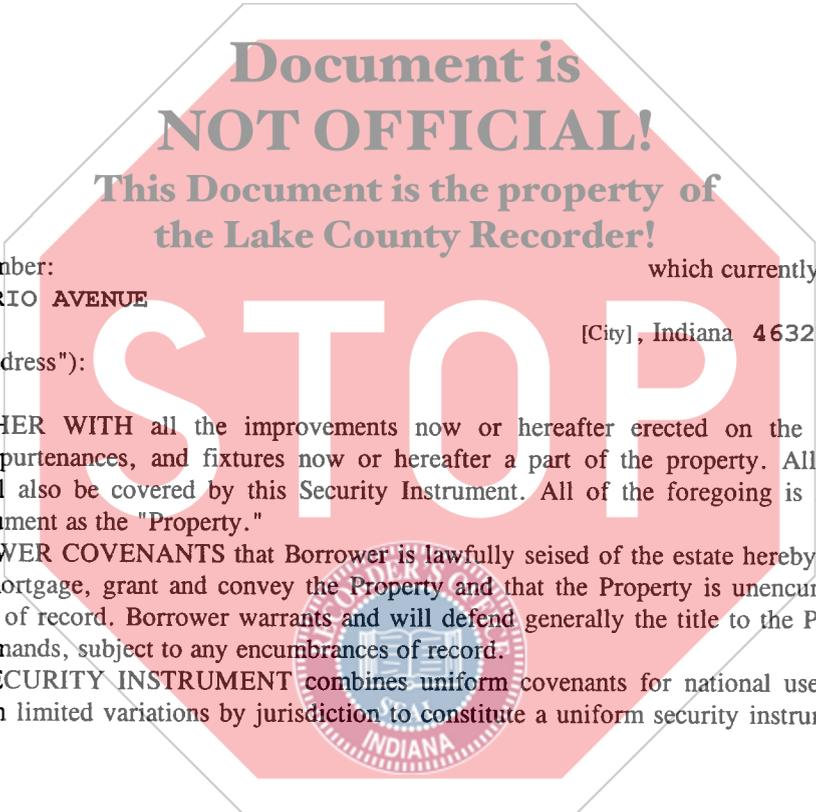 Document is
NOT OFFICIAL!
This Document is the property of
the Lake County Recorder!
nber: which currently
RIO AVENUE
[City], Indiana 4632
dress"):
STOP
HER WITH all the improvements now or hereafter erected on the
purtenances, and fixtures now or hereafter a part of the property. All
l also be covered by this Security Instrument. All of the foregoing is
ument as the "Property."
WER COVENANTS that Borrower is lawfully seised of the estate hereby
ortgage, grant and convey the Property and that the Property is unencum
of record. Borrower warrants and will defend generally the title to the P
mands, subject to any encumbrances of record.
ECURITY INSTRUMENT combines uniform covenants for national use
n limited variations by jurisdiction to constitute a uniform security instru
RECORDER'S OFFICE
SEAL
INDIANA